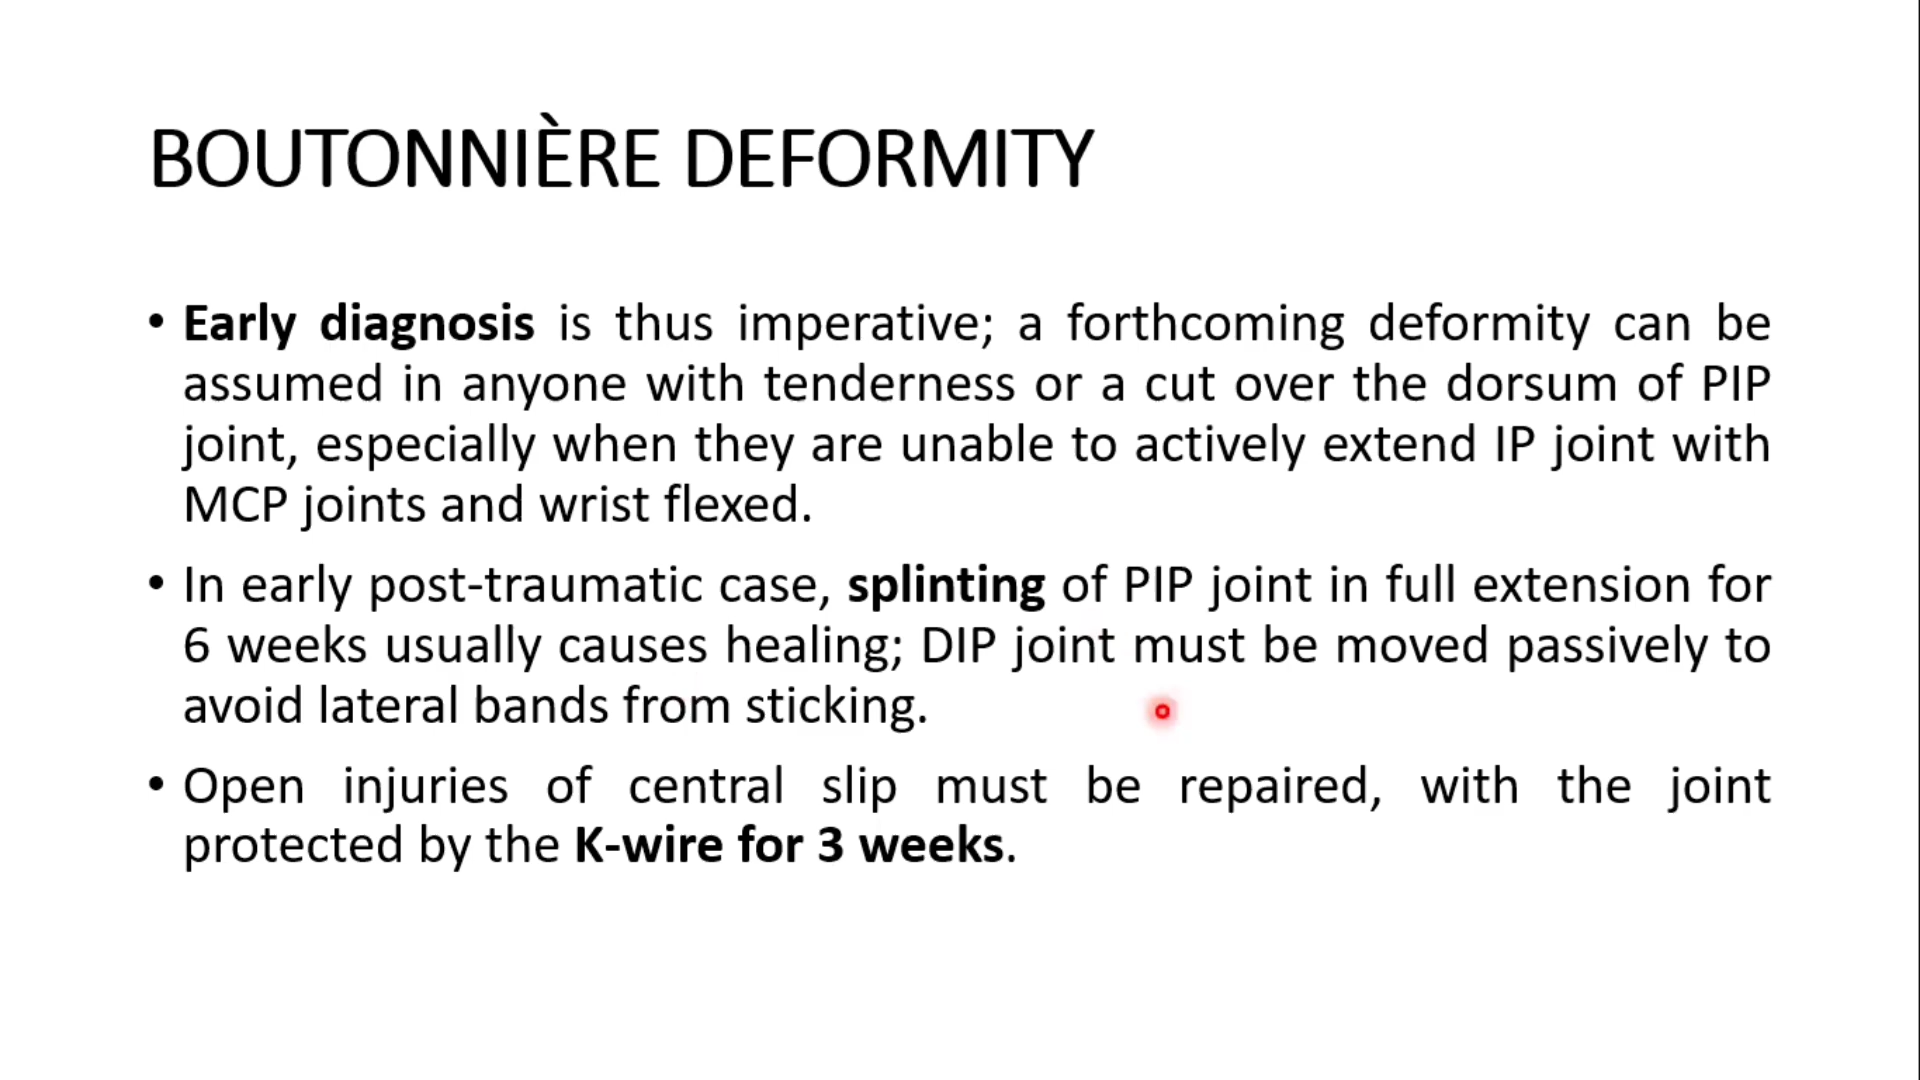 BOUTONNIÈRE DEFORMITY
• Early diagnosis is thus imperative; a forthcoming deformity can be
assumed in anyone with tenderness or a cut over the dorsum of PIP
joint, especially when they are unable to actively extend IP joint with
MCP joints and wrist flexed.
• In early post-traumatic case, splinting of PIP joint in full extension for
6 weeks usually causes healing; DIP joint must be moved passively to
avoid lateral bands from sticking.
• Open injuries of central slip must be repaired, with the joint
protected by the K-wire for 3 weeks.